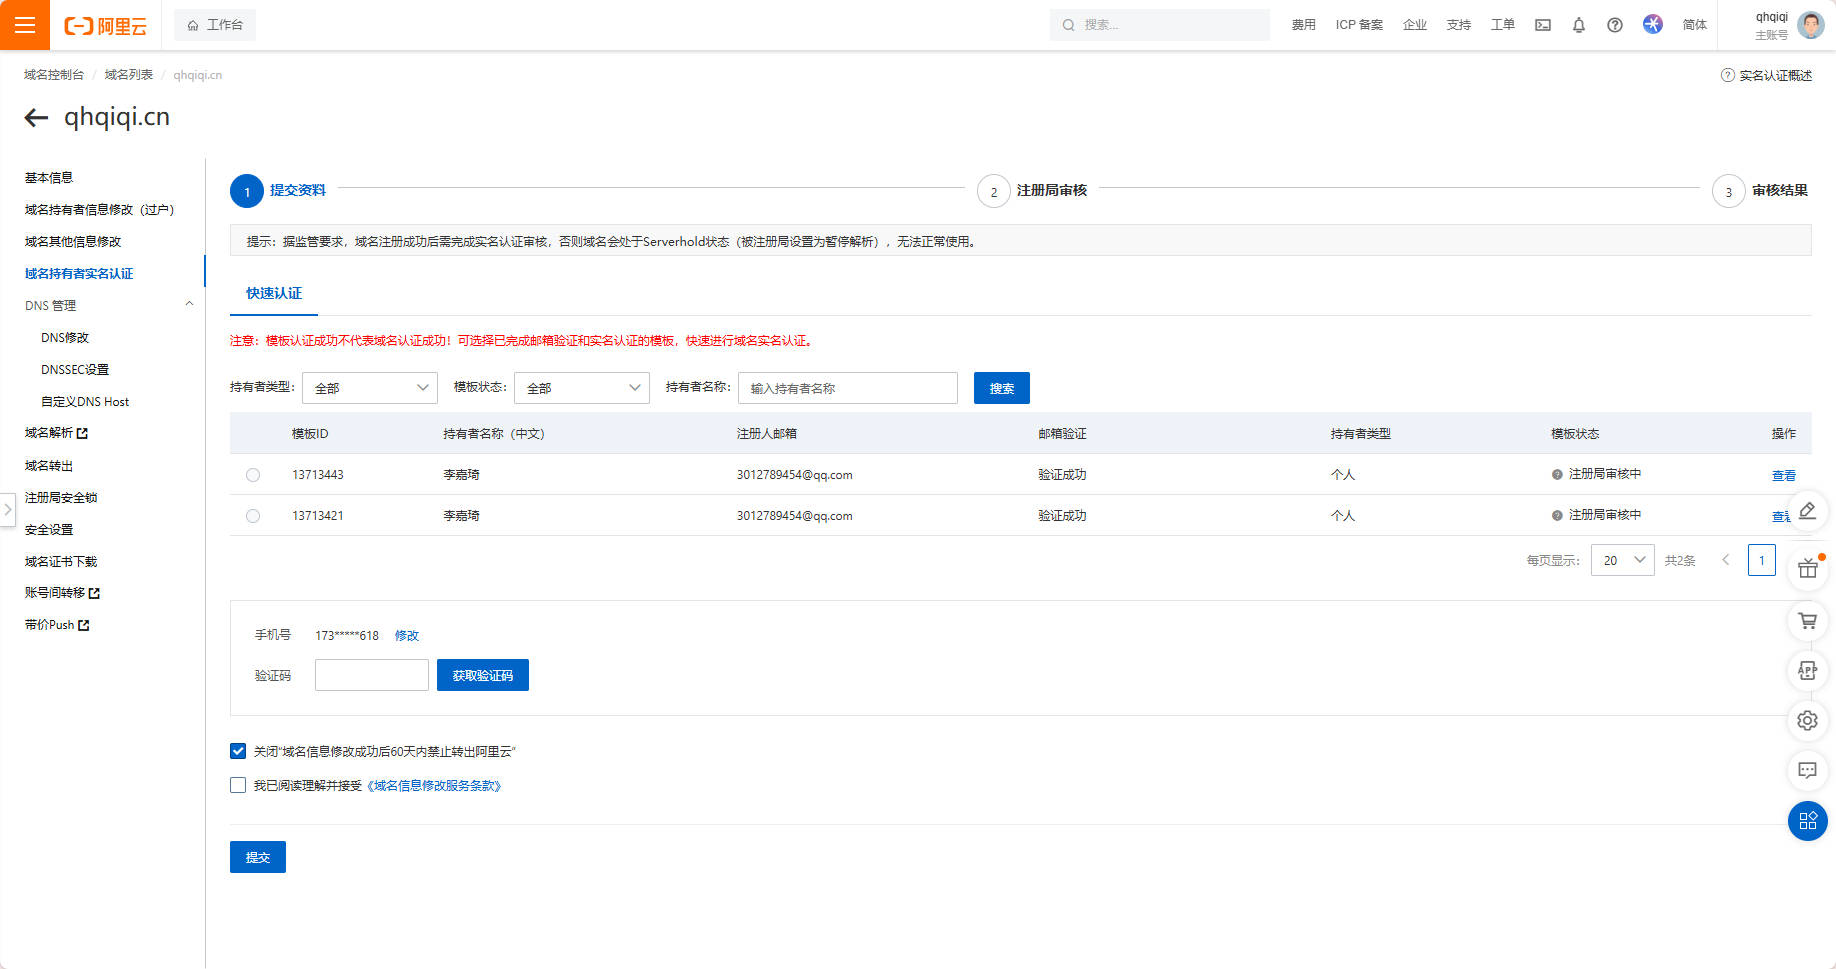 阿里云
工作台
搜索...
费用
ICP 备案
企业
支持
工单
简体
qhqiqi
主账号
域名控制台 / 域名列表 / qhqiqi.cn
实名认证概述
qhqiqi.cn
基本信息
域名持有者信息修改（过户）
域名其他信息修改
域名持有者实名认证
DNS 管理
DNS修改
DNSSEC设置
自定义DNS Host
域名解析
域名转出
注册局安全锁
安全设置
域名证书下载
账号间转移
带价Push
1 提交资料
2 注册局审核
3 审核结果
提示：据监管要求，域名注册成功后需完成实名认证审核，否则域名会处于Serverhold状态（被注册局设置为暂停解析），无法正常使用。
快速认证
注意：模板认证成功不代表域名认证成功！可选择已完成邮箱验证和实名认证的模板，快速进行域名实名认证。
持有者类型： 全部 模板状态： 全部 持有者名称： 输入持有者名称 搜索
模板ID 持有者名称（中文） 注册人邮箱 邮箱验证 持有者类型 模板状态 操作
13713443 李嘉琦 3012789454@qq.com 验证成功 个人 注册局审核中 查看
13713421 李嘉琦 3012789454@qq.com 验证成功 个人 注册局审核中 查看
每页显示： 20 共2条 1
APP
手机号 173*****618 修改
验证码 获取验证码
关闭“域名信息修改成功后60天内禁止转出阿里云”
我已阅读理解并接受《域名信息修改服务条款》
提交